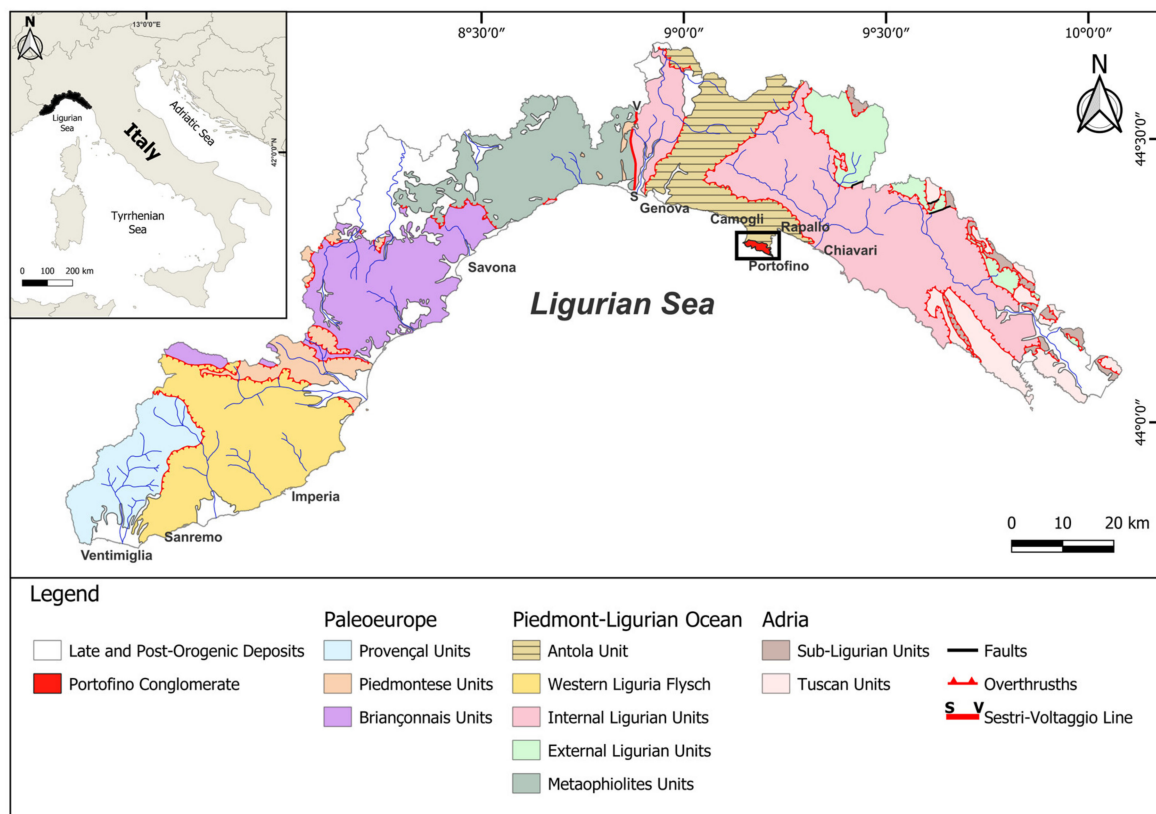 N
13°0'0"E
Ligurian
Sea
Italy
Adriatic Sea
42°0'0"N
Tyrrhenian
Sea
0 100 200 km
8°30'0"
9°0'0"
9°30'0"
10°0'0"
N
44°30'0"
44°0'0"
V
S
Genova
Camogli
Rapallo
Portofino
Chiavari
Savona
Ligurian Sea
Imperia
Sanremo
Ventimiglia
0 10 20 km
Legend
Late and Post-Orogenic Deposits
Portofino Conglomerate
Paleoeurope
Provençal Units
Piedmontese Units
Briançonnais Units
Piedmont-Ligurian Ocean
Antola Unit
Western Liguria Flysch
Internal Ligurian Units
External Ligurian Units
Metaophiolites Units
Adria
Sub-Ligurian Units
Tuscan Units
Faults
Overthrusts
S V
Sestri-Voltaggio Line